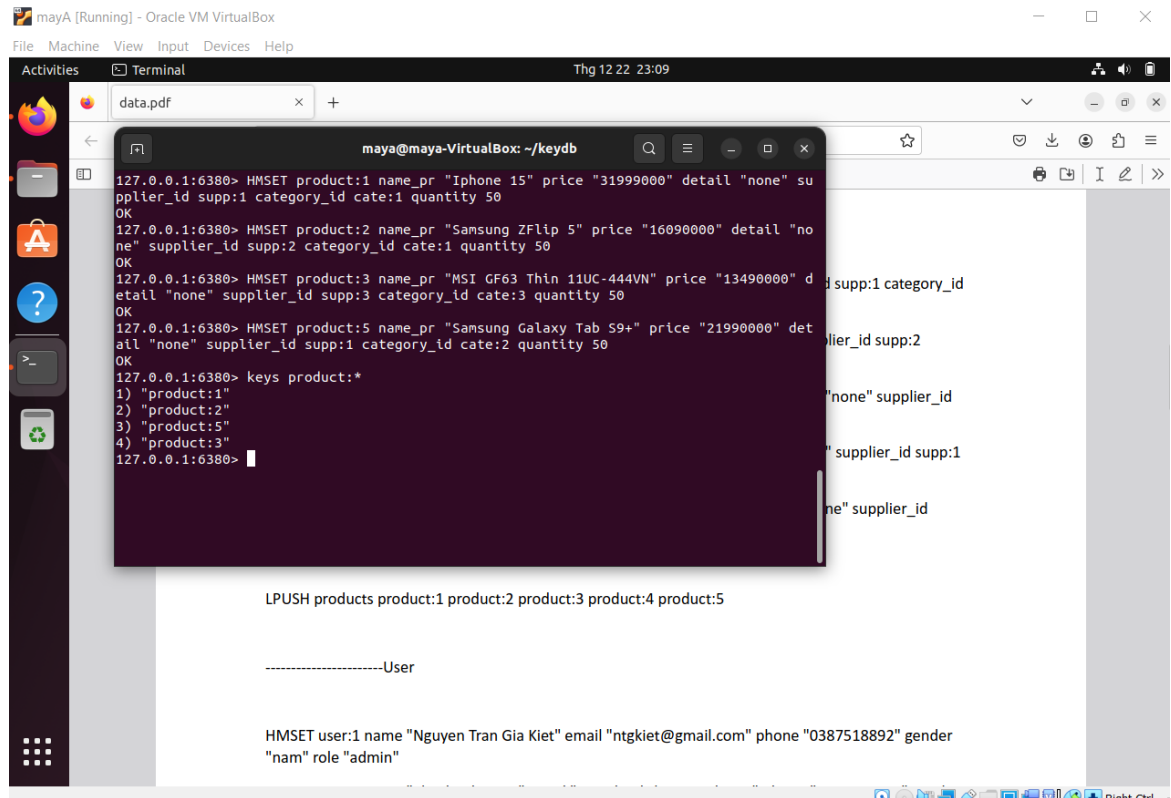 mayA [Running] - Oracle VM VirtualBox
File Machine View Input Devices Help
Activities Terminal Thg 12 22 23:09
data.pdf
maya@maya-VirtualBox: ~/keydb
127.0.0.1:6380> HMSET product:1 name_pr "Iphone 15" price "31999000" detail "none" su
pplier_id supp:1 category_id cate:1 quantity 50
OK
127.0.0.1:6380> HMSET product:2 name_pr "Samsung ZFlip 5" price "16090000" detail "no
ne" supplier_id supp:2 category_id cate:1 quantity 50
OK
127.0.0.1:6380> HMSET product:3 name_pr "MSI GF63 Thin 11UC-444VN" price "13490000" d
etail "none" supplier_id supp:3 category_id cate:3 quantity 50
OK
127.0.0.1:6380> HMSET product:5 name_pr "Samsung Galaxy Tab S9+" price "21990000" det
ail "none" supplier_id supp:1 category_id cate:2 quantity 50
OK
127.0.0.1:6380> keys product:*
1) "product:1"
2) "product:2"
3) "product:5"
4) "product:3"
127.0.0.1:6380>
supp:1 category_id
supp:2
"none" supplier_id
" supplier_id supp:1
supplier_id
LPUSH products product:1 product:2 product:3 product:4 product:5
-----------------------User
HMSET user:1 name "Nguyen Tran Gia Kiet" email "ntgkiet@gmail.com" phone "0387518892" gender
"nam" role "admin"
Right Ctrl